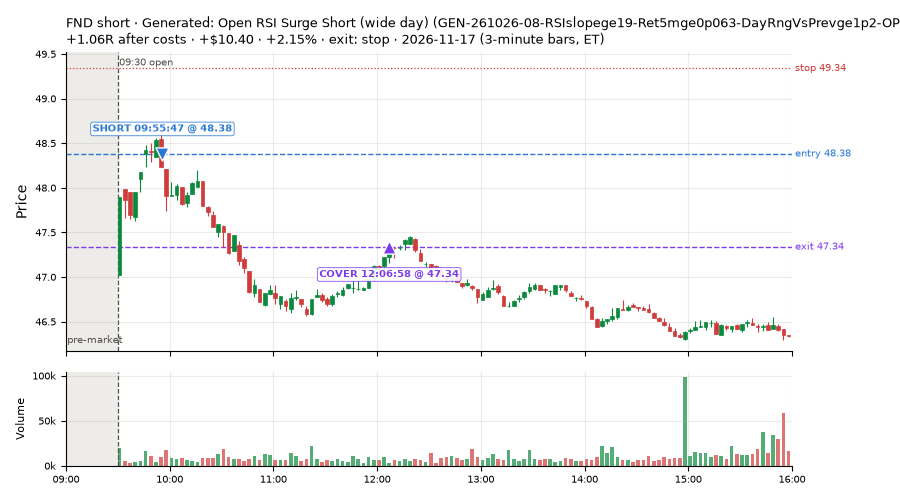 FND short · Generated: Open RSI Surge Short (wide day) (GEN-261026-08-RSIslopege19-Ret5mge0p063-DayRngVsPrevge1p2-OP
+1.06R after costs · +$10.40 · +2.15% · exit: stop · 2026-11-17 (3-minute bars, ET)
49.5
09:30 open
stop 49.34
49.0
SHORT 09:55:47 @ 48.38
48.5
entry 48.38
48.0
Price
47.5
exit 47.34
COVER 12:06:58 @ 47.34
47.0
46.5
pre-market
100k
Volume
50k
0k
09:00 10:00 11:00 12:00 13:00 14:00 15:00 16:00